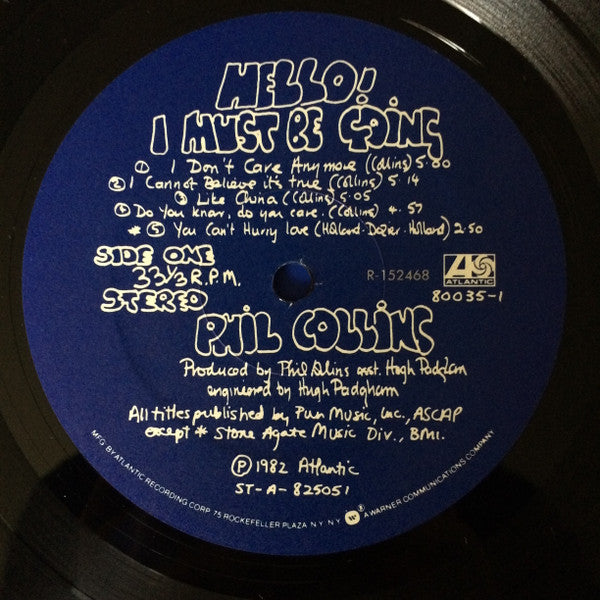 HELLO!
I MUST BE GOING
① I Don't Care Anymore (Collins) 5.00
② I Cannot Believe it's true (Collins) 5.14
③ Like China (Collins) 5.05
④ Do You know, do you care. (Collins) 4.57
* ⑤ You Can't Hurry love (Holland.Dozier.Holland) 2.50
SIDE ONE
33⅓ R.P.M.
STEREO
R-152468
ATLANTIC
80035-1
PHIL COLLINS
Produced by Phil Collins asst. Hugh Padgham
engineered by Hugh Padgham
All titles published by Pun Music, Inc., ASCAP
except * Stone Agate Music Div., BMI.
Ⓟ 1982 Atlantic
ST-A-825051
MFG. BY ATLANTIC RECORDING CORP. 75 ROCKEFELLER PLAZA N.Y. N.Y. ® A WARNER COMMUNICATIONS COMPANY